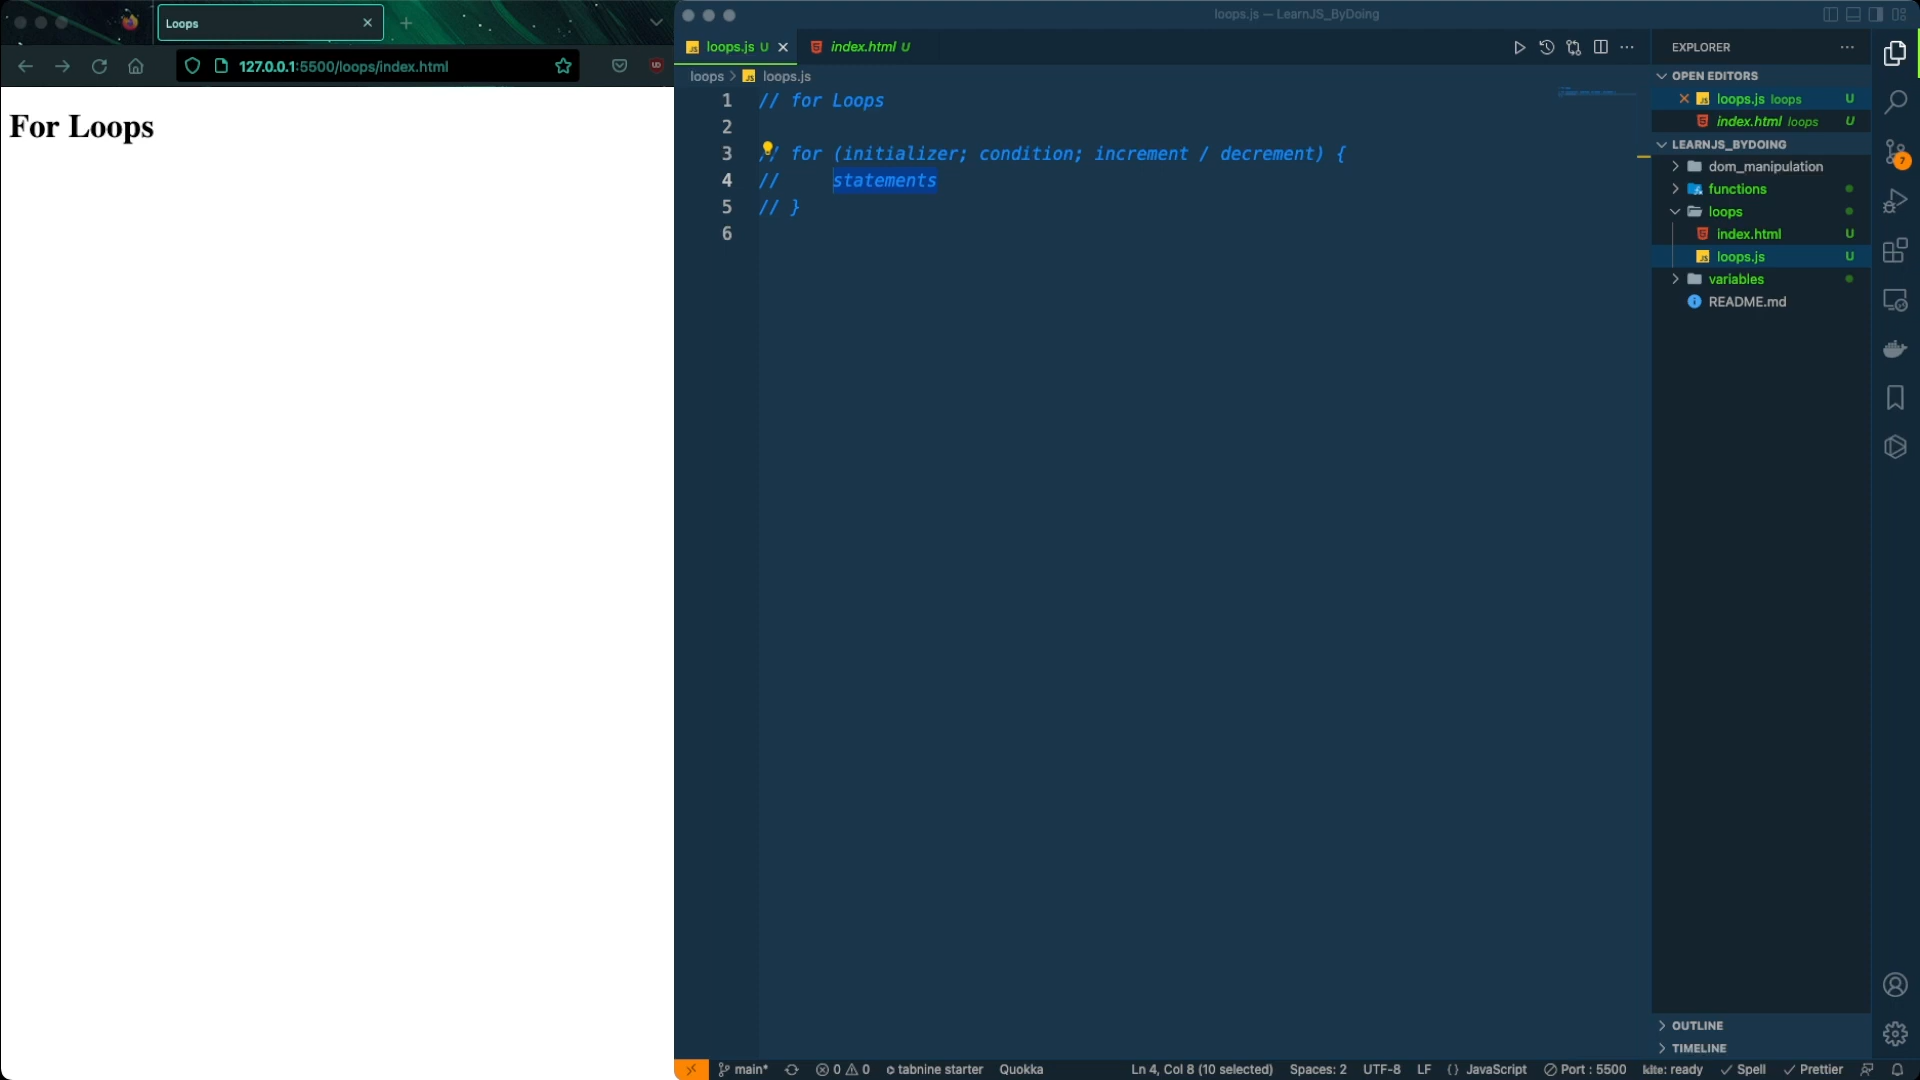 Loops
127.0.0.1:5500/loops/index.html
For Loops
loops.js — LearnJS_ByDoing
loops.js U
index.html U
loops > loops.js
1 // for Loops
2
3 // for (initializer; condition; increment / decrement) {
4 //     statements
5 // }
6
EXPLORER
OPEN EDITORS
loops.js loops U
index.html loops U
LEARNJS_BYDOING
dom_manipulation
functions
loops
index.html U
loops.js U
variables
README.md
7
OUTLINE
TIMELINE
main* 0 0 tabnine starter Quokka Ln 4, Col 8 (10 selected) Spaces: 2 UTF-8 LF {} JavaScript Port : 5500 kite: ready Spell Prettier